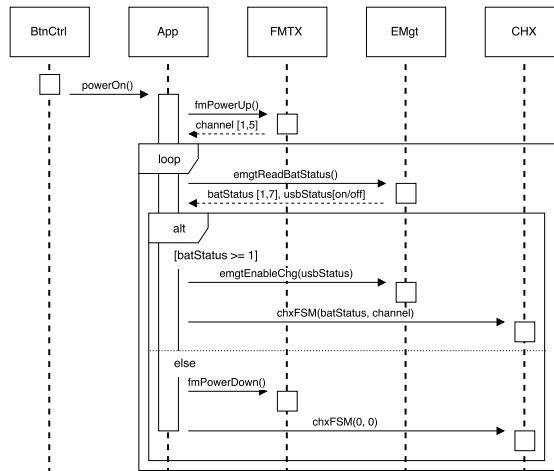 BtnCtrl
App
FMTX
EMgt
CHX
powerOn()
fmPowerUp()
channel [1,5]
loop
emgtReadBatStatus()
batStatus [1,7], usbStatus[on/off]
alt
[batStatus >= 1]
emgtEnableChg(usbStatus)
chxFSM(batStatus, channel)
else
fmPowerDown()
chxFSM(0, 0)